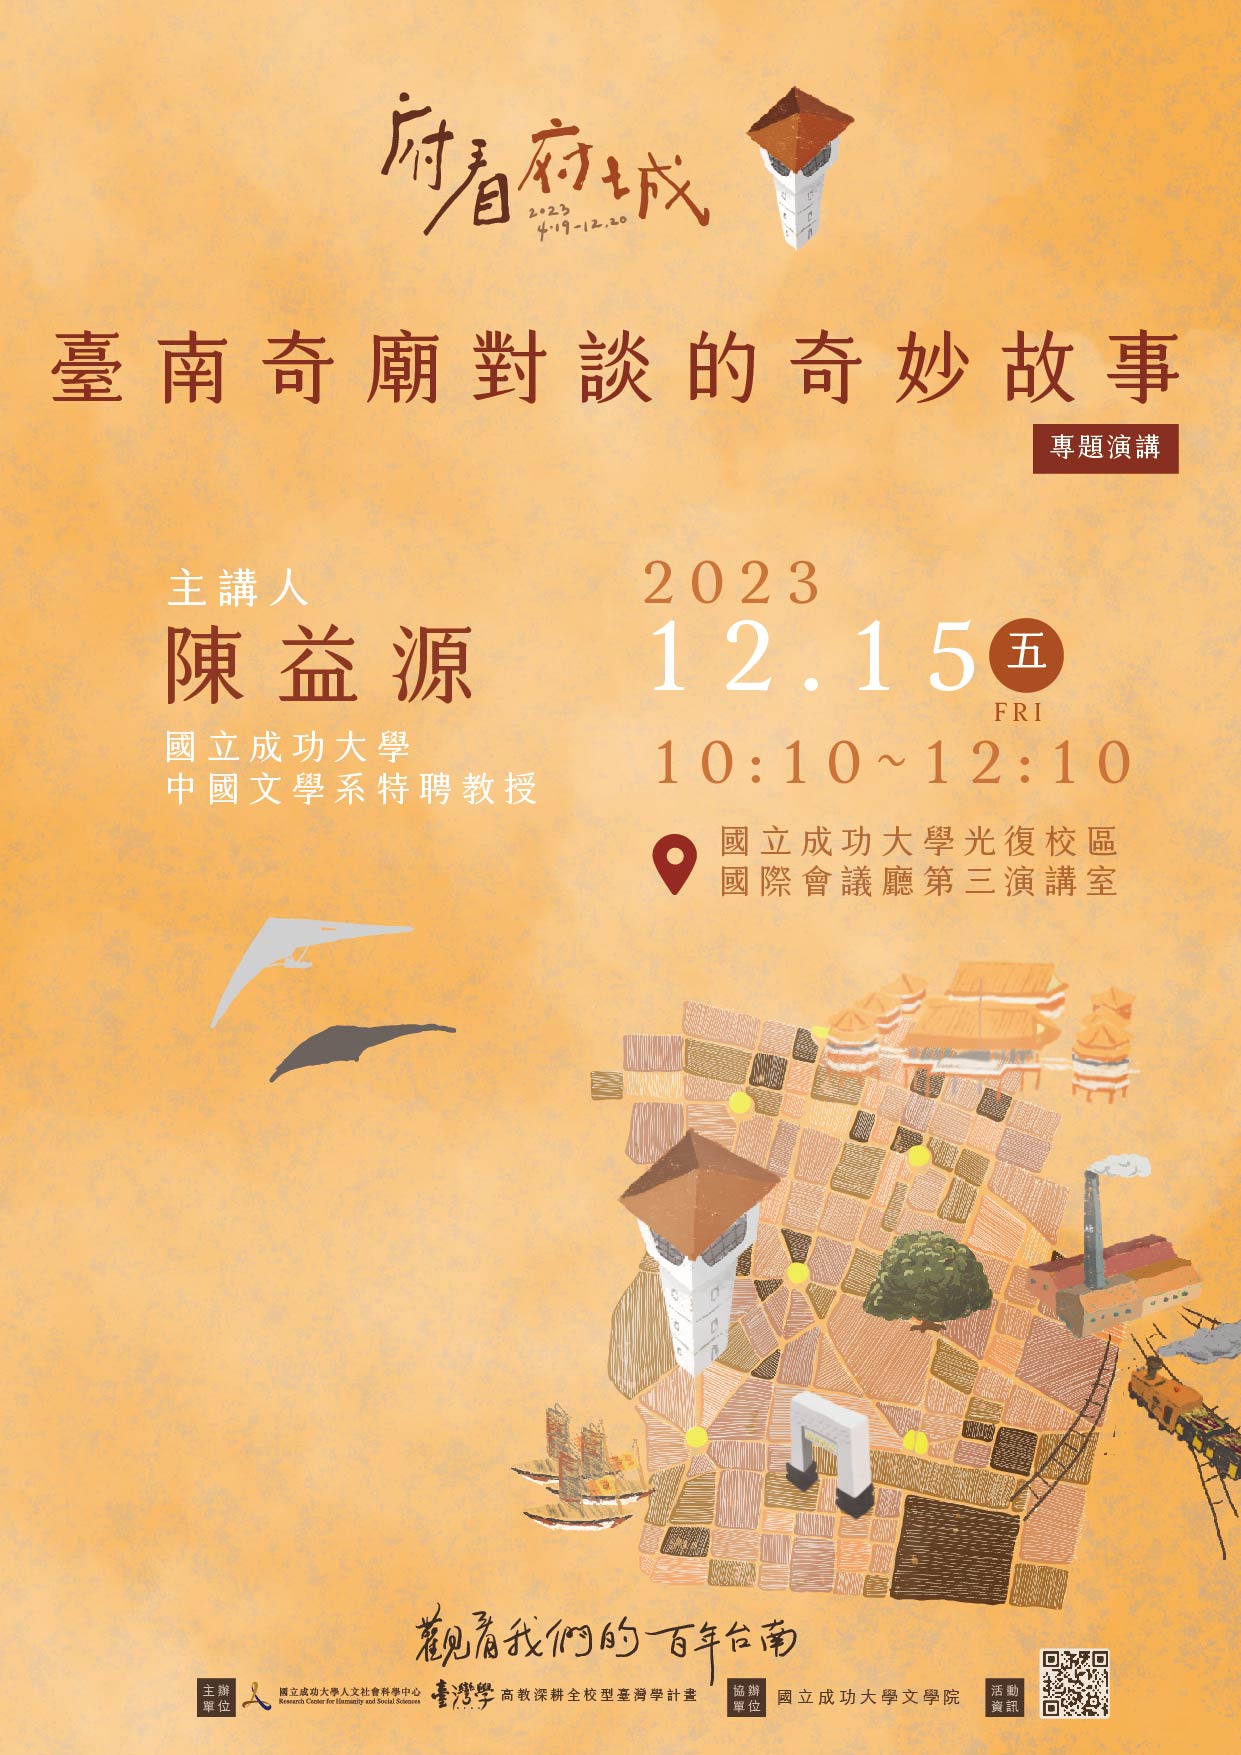 府看府城
2023
4.19-12.20
臺南奇廟對談的奇妙故事
專題演講
主講人
陳益源
國立成功大學
中國文學系特聘教授
2023
12.15 五
FRI
10:10~12:10
國立成功大學光復校區
國際會議廳第三演講室
觀看我們的百年台南
主辦單位 國立成功大學人文社會科學中心
Research Center for Humanity and Social Sciences
臺灣學 高教深耕全校型臺灣學計畫
協辦單位 國立成功大學文學院
活動資訊